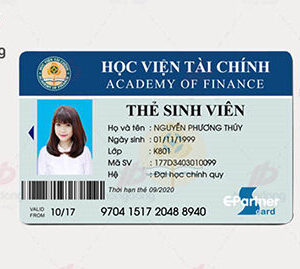 HỌC VIỆN TÀI CHÍNH
ACADEMY OF FINANCE
THẺ SINH VIÊN
Họ và tên : NGUYỄN PHƯƠNG THÚY
Ngày sinh : 01/11/1999
Lớp : K801
Mã SV : 177D3403010099
Hệ : Đại học chính quy
Thời hạn thẻ 09/2020
VALID FROM 10/17 9704 1517 2048 8940
E-Partner
Card